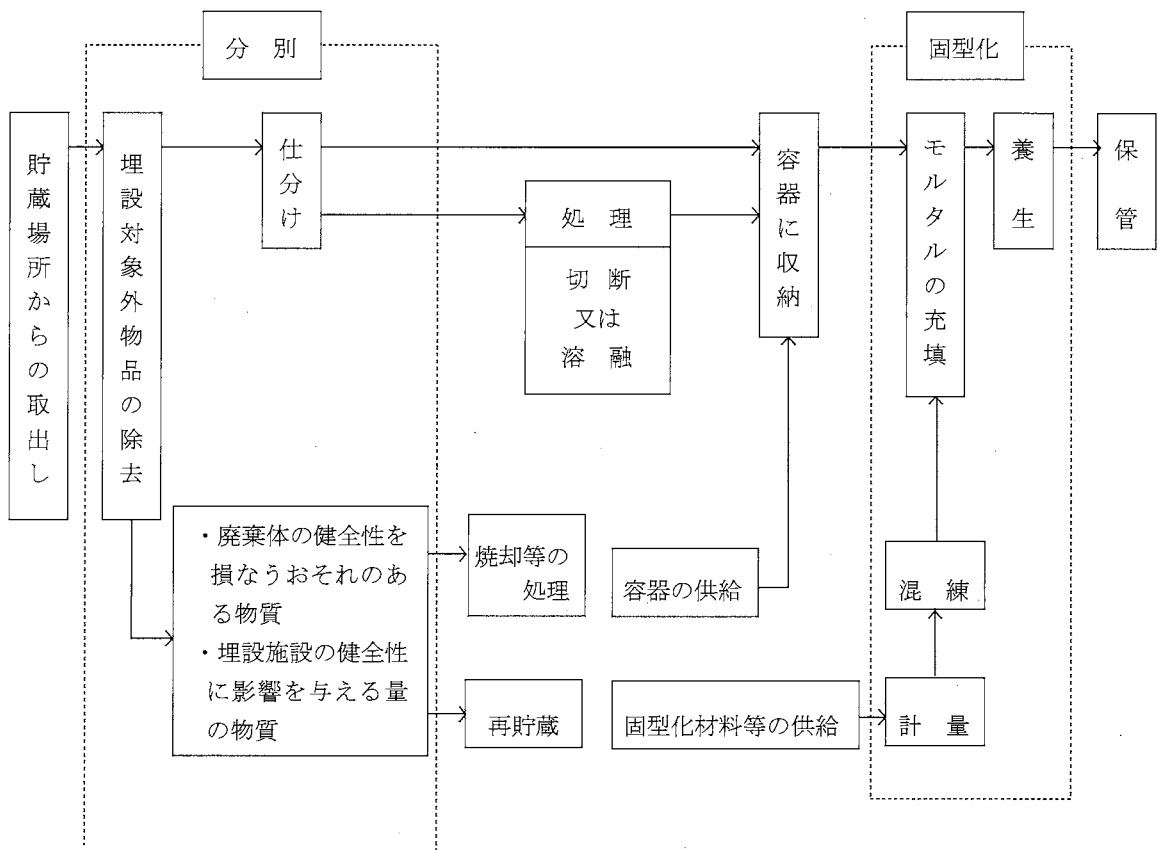 分 別
固型化
貯蔵場所からの取出し
埋設対象外物品の除去
仕分け
処 理
切 断
又は
溶 融
容器に収納
モルタルの充填
養生
保管
・廃棄体の健全性を
損なうおそれのあ
る物質
・埋設施設の健全性
に影響を与える量
の物質
焼却等の
処理
再貯蔵
容器の供給
固型化材料等の供給
混 練
計 量